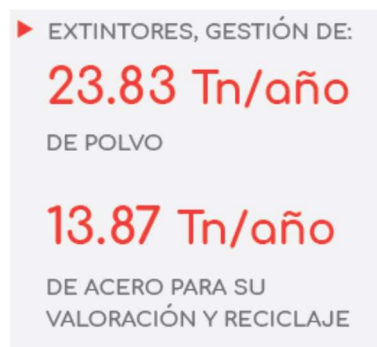 EXTINTORES, GESTIÓN DE:
23.83 Tn/año
DE POLVO
13.87 Tn/año
DE ACERO PARA SU
VALORACIÓN Y RECICLAJE